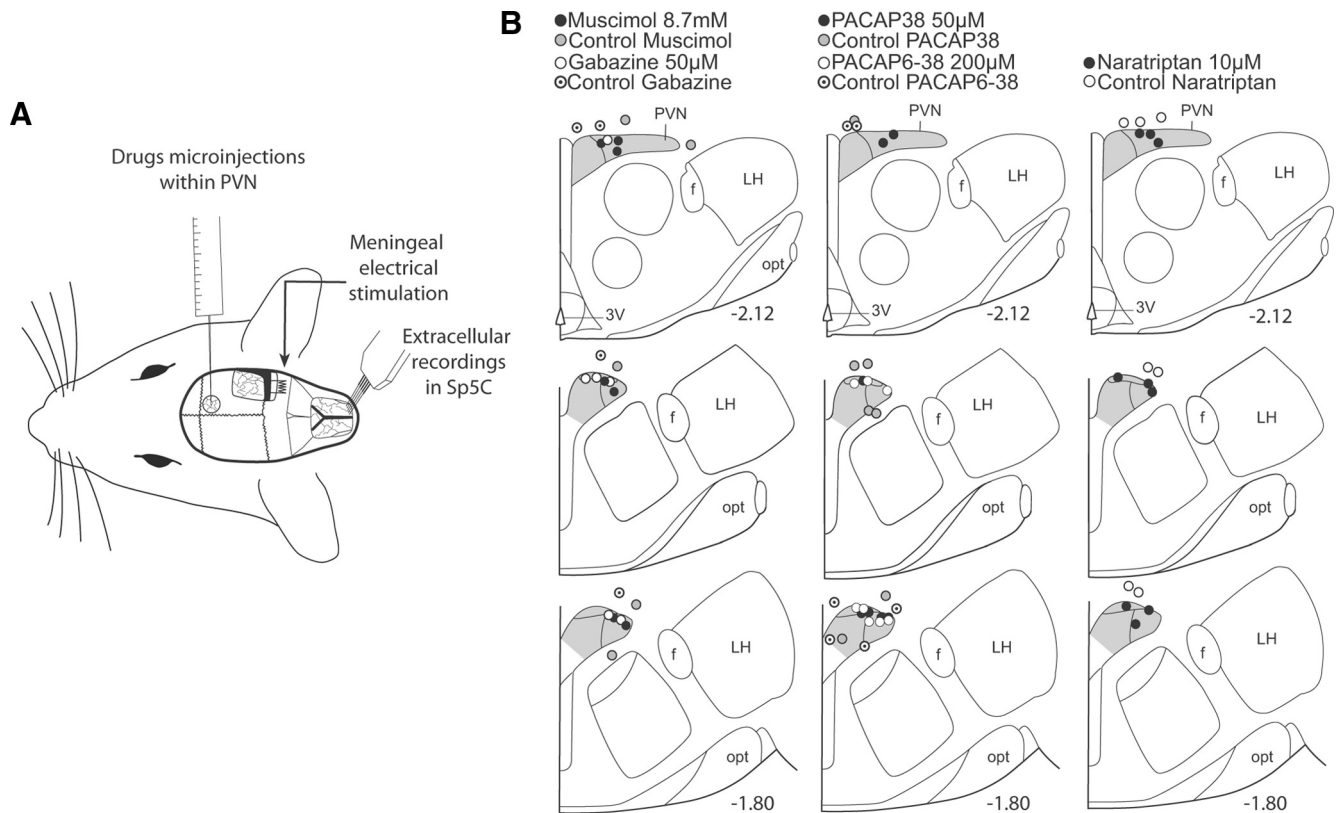 A
Drugs microinjections
within PVN
Meningeal
electrical
stimulation
Extracellular
recordings
in Sp5C
B
Muscimol 8.7mM
Control Muscimol
Gabazine 50µM
Control Gabazine
PACAP38 50µM
Control PACAP38
PACAP6-38 200µM
Control PACAP6-38
Naratriptan 10µM
Control Naratriptan
PVN
f
LH
opt
3V
-2.12
PVN
f
LH
3V
-2.12
PVN
f
LH
3V
-2.12
f
LH
opt
f
LH
opt
f
LH
opt
f
LH
opt
-1.80
f
LH
opt
-1.80
f
LH
opt
-1.80